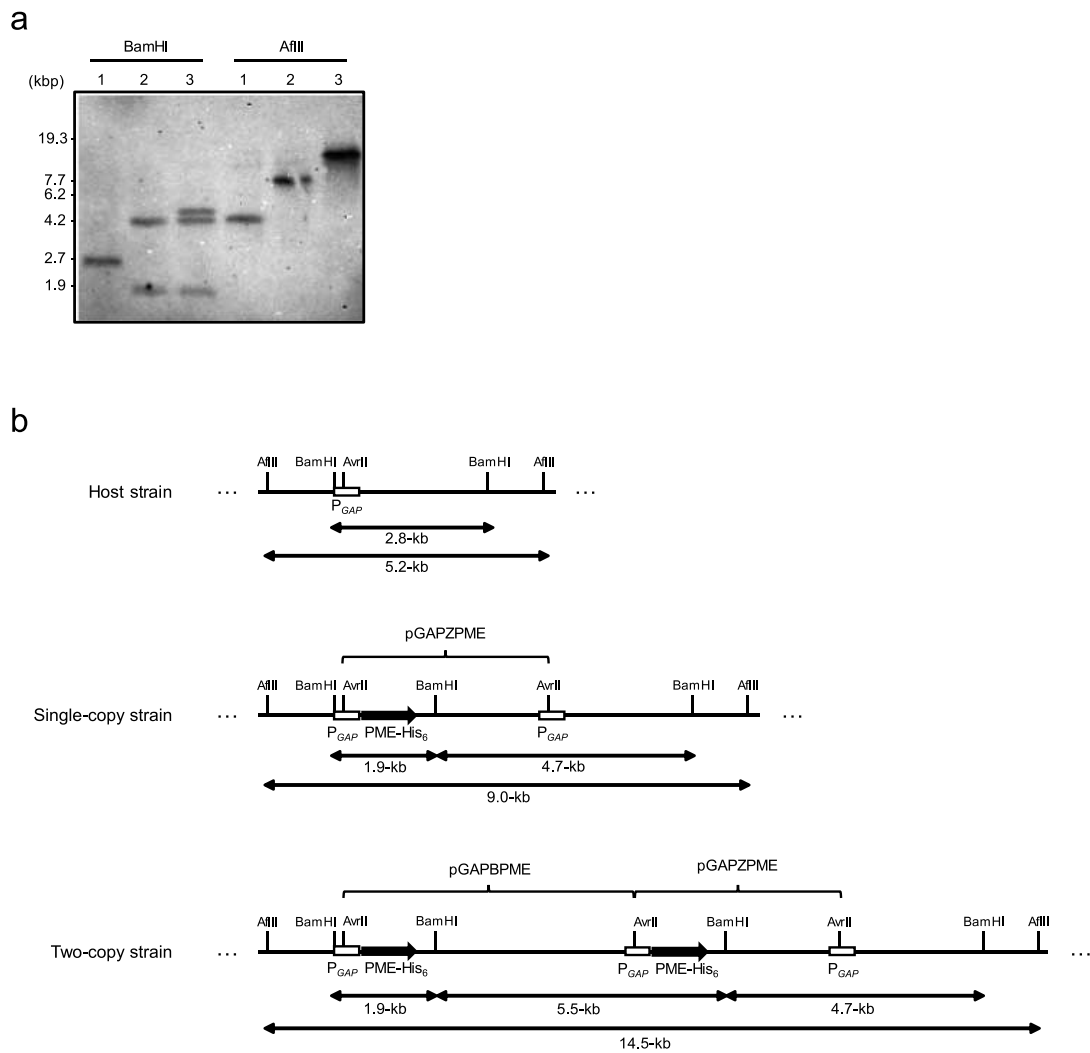 a
BamHI AflII
(kbp) 1 2 3 1 2 3
19.3
7.7
6.2
4.2
2.7
1.9
b
AflII BamHI AvrII BamHI AflII
Host strain ... ...
PGAP
2.8-kb
5.2-kb
pGAPZPME
AflII BamHI AvrII BamHI AvrII BamHI AflII
Single-copy strain ... ...
PGAP PME-His6 PGAP
1.9-kb 4.7-kb
9.0-kb
pGAPBPME pGAPZPME
AflII BamHI AvrII BamHI AvrII BamHI AvrII BamHI AflII
Two-copy strain ... ...
PGAP PME-His6 PGAP PME-His6 PGAP
1.9-kb 5.5-kb 4.7-kb
14.5-kb